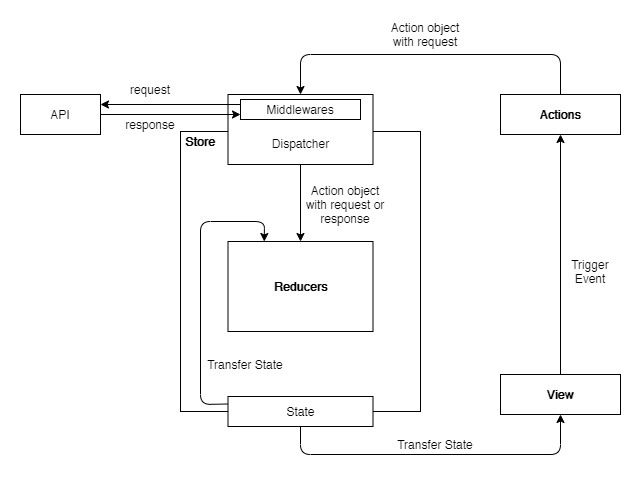 Action object
with request
request
Middlewares
API
Actions
response
Store
Dispatcher
Action object
with request or
response
Trigger
Event
Reducers
Transfer State
View
State
Transfer State